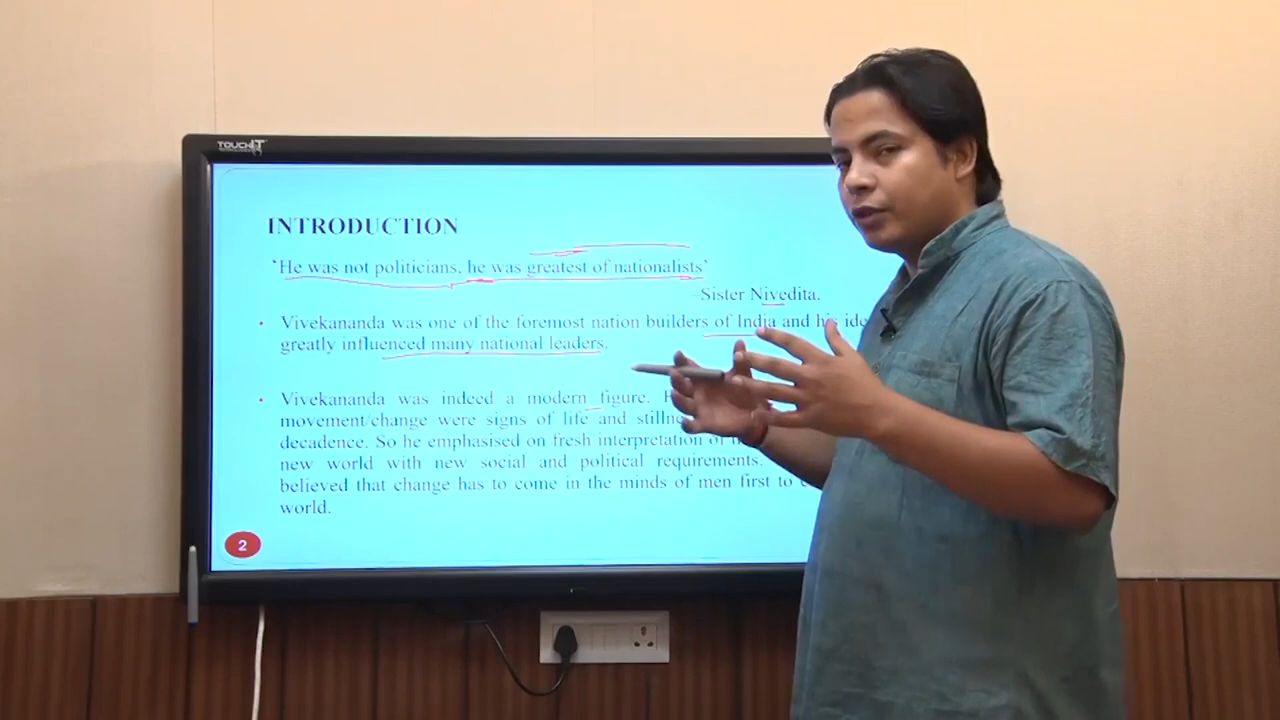 TOUCHIT
INTRODUCTION
'He was not politicians, he was greatest of nationalists'
–Sister Nivedita.
• Vivekananda was one of the foremost nation builders of India and his
greatly influenced many national leaders.
• Vivekananda was indeed a modern figure.
movement/change were signs of life and
decadence. So he emphasised on fresh interpretation of
new world with new social and political requirements.
believed that change has to come in the minds of men first to
world.
2